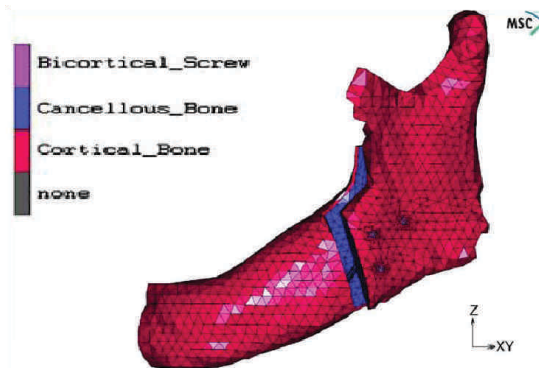 MSC
Bicortical_Screw
Cancellous_Bone
Cortical_Bone
none
Z
XY